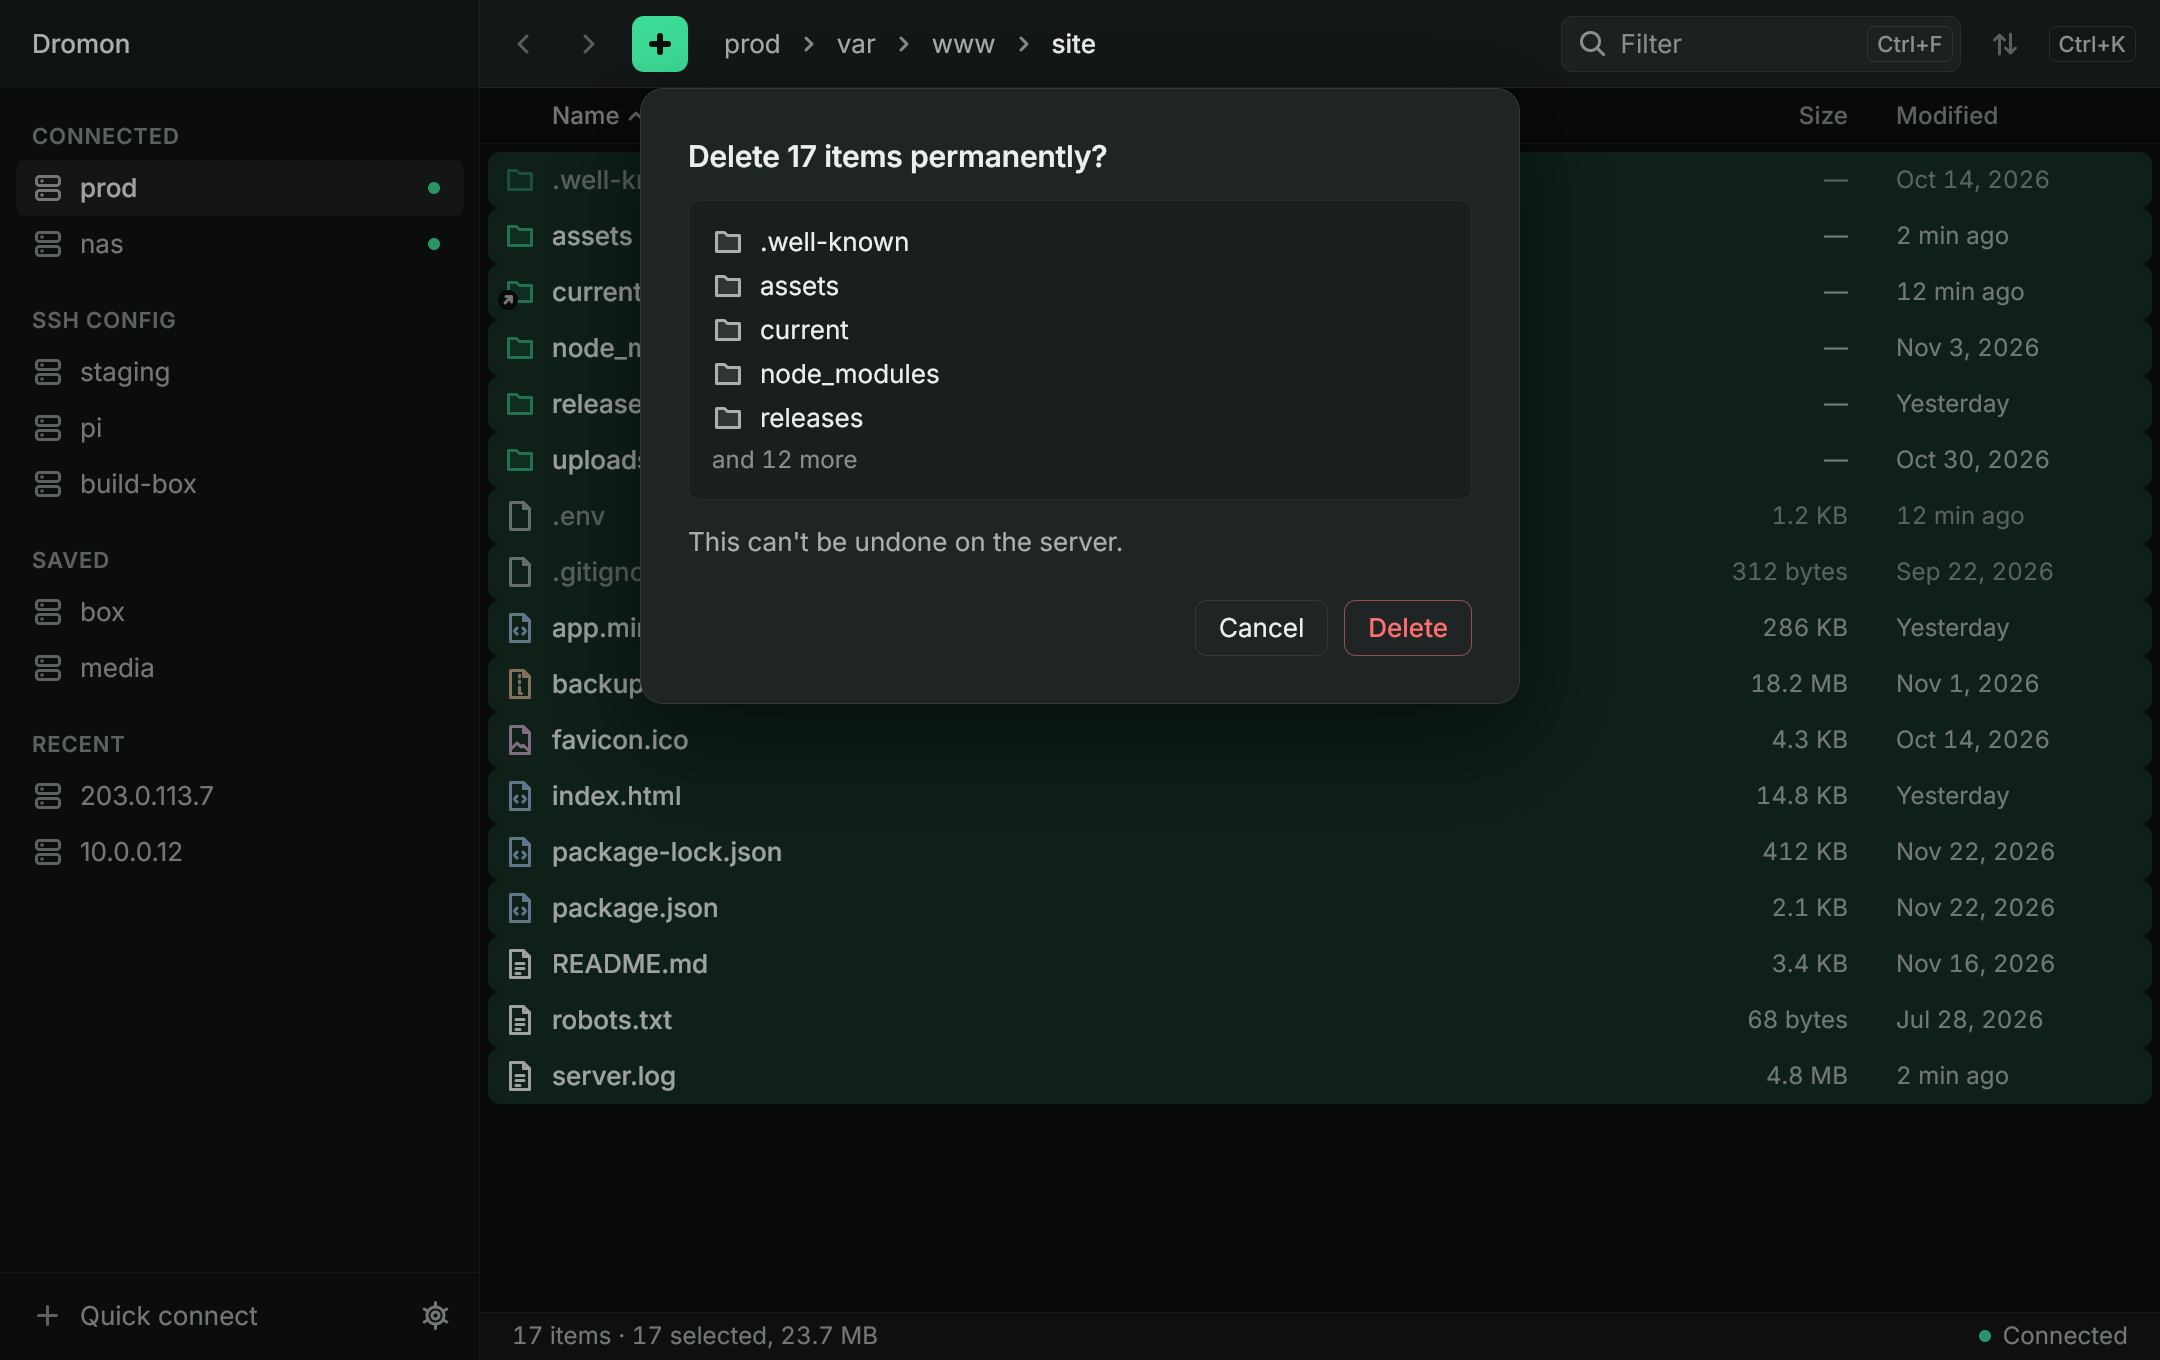 Dromon
prod
var
www
site
Filter
Ctrl+F
Ctrl+K
CONNECTED
prod
nas
SSH CONFIG
staging
pi
build-box
SAVED
box
media
RECENT
203.0.113.7
10.0.0.12
Quick connect
Name
Size
Modified
— Oct 14, 2026
assets — 2 min ago
current — 12 min ago
— Nov 3, 2026
— Yesterday
— Oct 30, 2026
.env 1.2 KB 12 min ago
312 bytes Sep 22, 2026
286 KB Yesterday
18.2 MB Nov 1, 2026
favicon.ico 4.3 KB Oct 14, 2026
index.html 14.8 KB Yesterday
package-lock.json 412 KB Nov 22, 2026
package.json 2.1 KB Nov 22, 2026
README.md 3.4 KB Nov 16, 2026
robots.txt 68 bytes Jul 28, 2026
server.log 4.8 MB 2 min ago
Delete 17 items permanently?
.well-known
assets
current
node_modules
releases
and 12 more
This can't be undone on the server.
Cancel
Delete
17 items · 17 selected, 23.7 MB
Connected